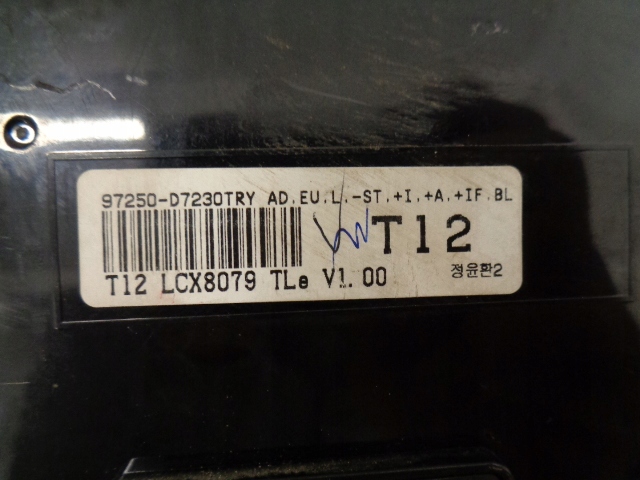 97250-D7230TRY AD.EU.L.-ST.+I.+A.+IF.BL
T12
T12 LCX8079 TLe V1.00
정윤환2